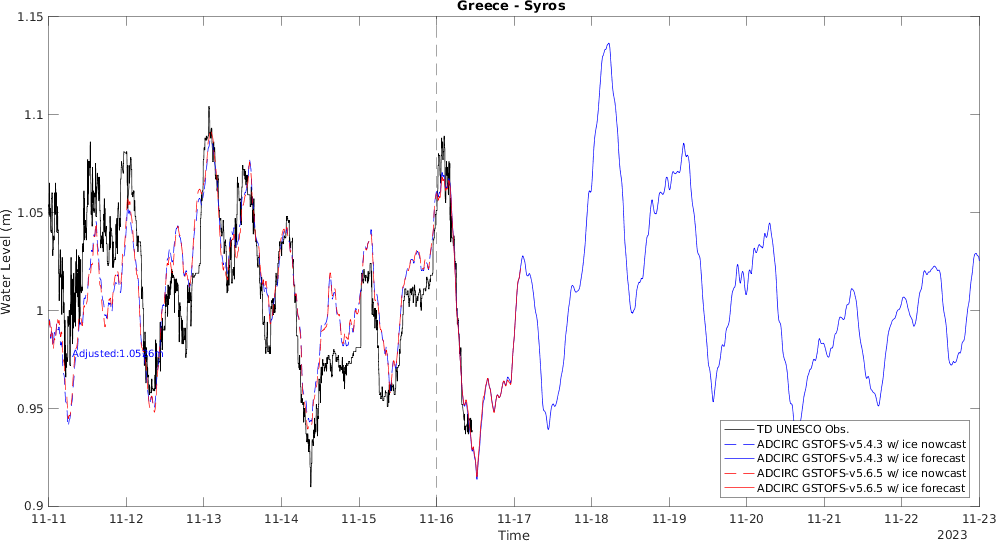 Greece - Syros
1.15
1.1
1.05
1
0.95
0.9
Water Level (m)
11-11
11-12
11-13
11-14
11-15
11-16
11-17
11-18
11-19
11-20
11-21
11-22
11-23
Time
2023
TD UNESCO Obs.
ADCIRC GSTOFS-v5.4.3 w/ ice nowcast
ADCIRC GSTOFS-v5.4.3 w/ ice forecast
ADCIRC GSTOFS-v5.6.5 w/ ice nowcast
ADCIRC GSTOFS-v5.6.5 w/ ice forecast